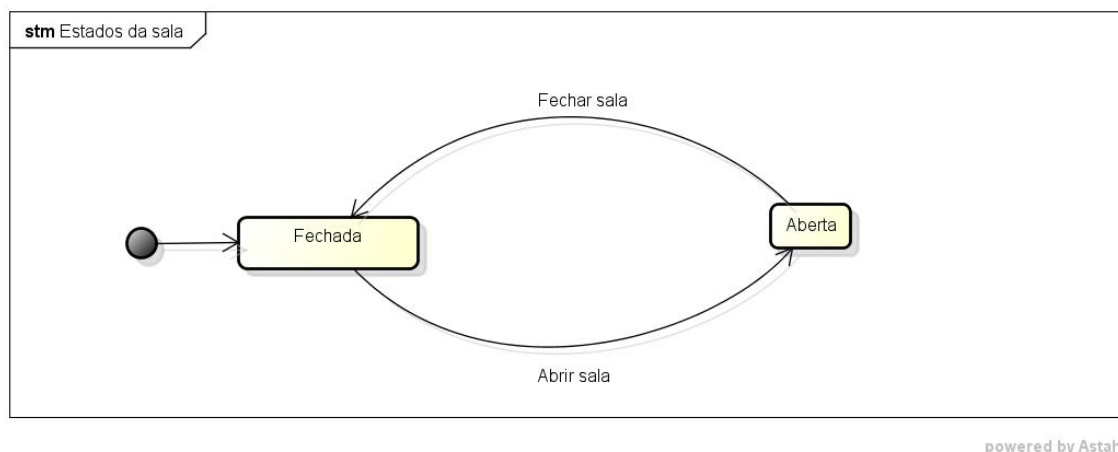 stm Estados da sala
Fechar sala
Fechada
Aberta
Abrir sala
powered by Astah